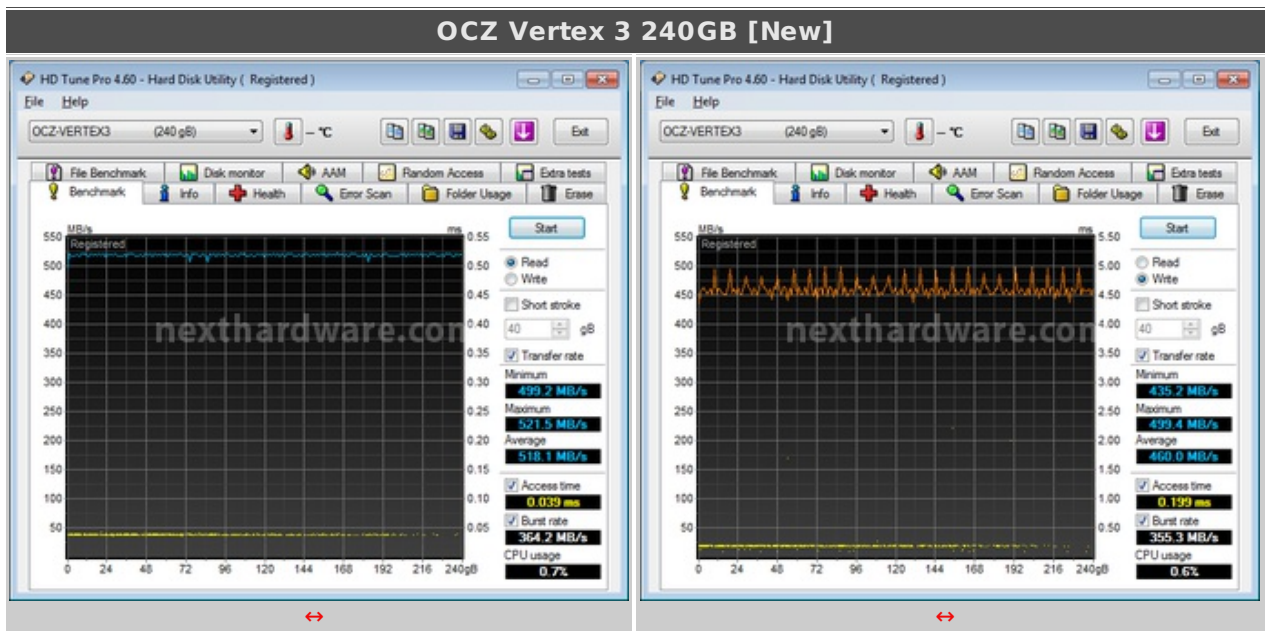 OCZ Vertex 3 240GB [New]
HD Tune Pro 4.60 - Hard Disk Utility ( Registered )
File Help
OCZ-VERTEX3 (240 gB) – °C Exit
File Benchmark Disk monitor AAM Random Access Extra tests
Benchmark Info Health Error Scan Folder Usage Erase
MB/s ms
Registered
550 0.55
500 0.50
450 0.45
400 0.40
350 0.35
300 0.30
250 0.25
200 0.20
150 0.15
100 0.10
50 0.05
0 24 48 72 96 120 144 168 192 216 240gB
nexthardware.com
Start
Read
Write
Short stroke
40 gB
Transfer rate
Minimum
499.2 MB/s
Maximum
521.5 MB/s
Average
518.1 MB/s
Access time
0.039 ms
Burst rate
364.2 MB/s
CPU usage
0.7%
HD Tune Pro 4.60 - Hard Disk Utility ( Registered )
File Help
OCZ-VERTEX3 (240 gB) – °C Exit
File Benchmark Disk monitor AAM Random Access Extra tests
Benchmark Info Health Error Scan Folder Usage Erase
MB/s ms
Registered
550 5.50
500 5.00
450 4.50
400 4.00
350 3.50
300 3.00
250 2.50
200 2.00
150 1.50
100 1.00
50 0.50
0 24 48 72 96 120 144 168 192 216 240gB
nexthardware.com
Start
Read
Write
Short stroke
40 gB
Transfer rate
Minimum
435.2 MB/s
Maximum
499.4 MB/s
Average
460.0 MB/s
Access time
0.199 ms
Burst rate
355.3 MB/s
CPU usage
0.6%